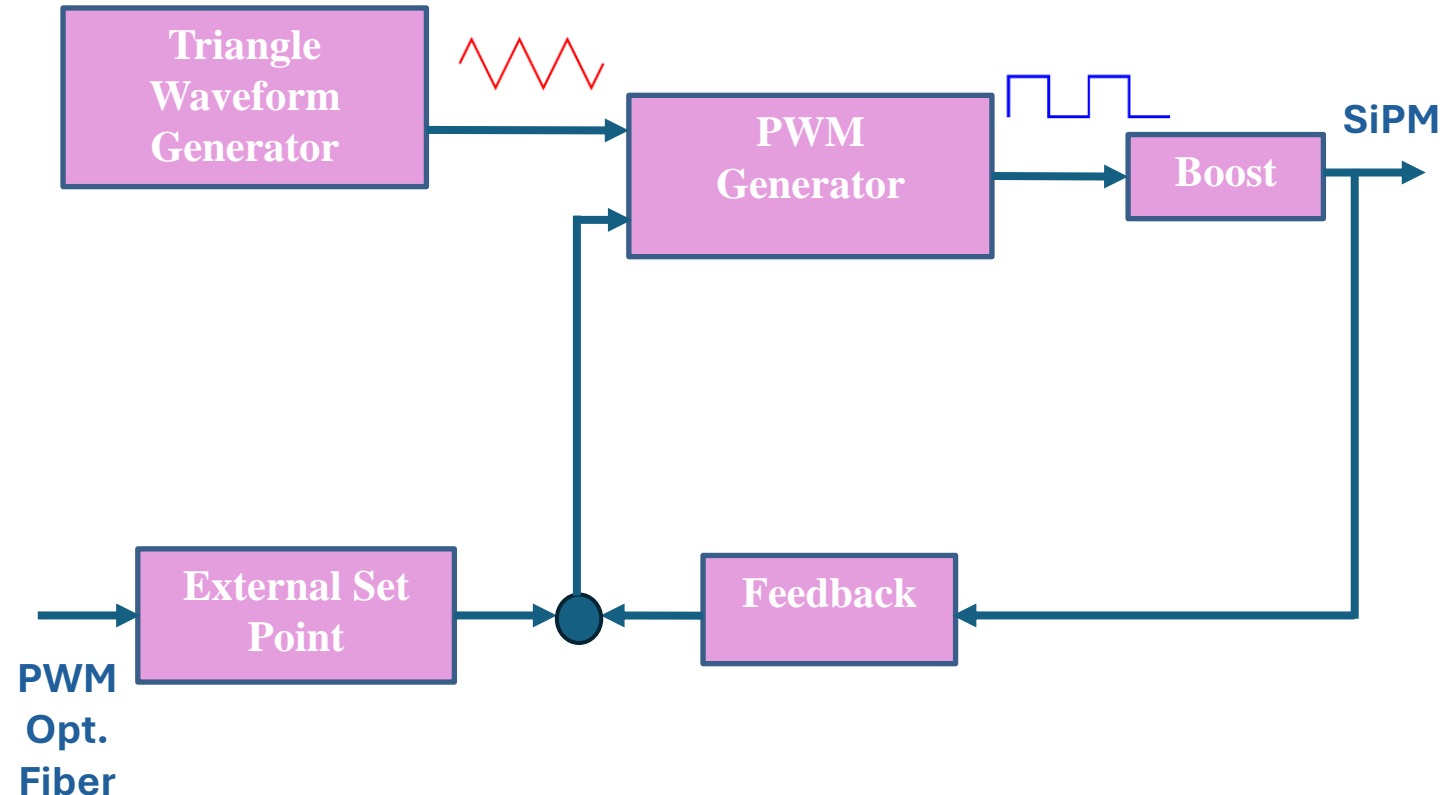 Triangle
Waveform
Generator
PWM
Generator
SiPM
Boost
External Set
Point
Feedback
PWM
Opt.
Fiber